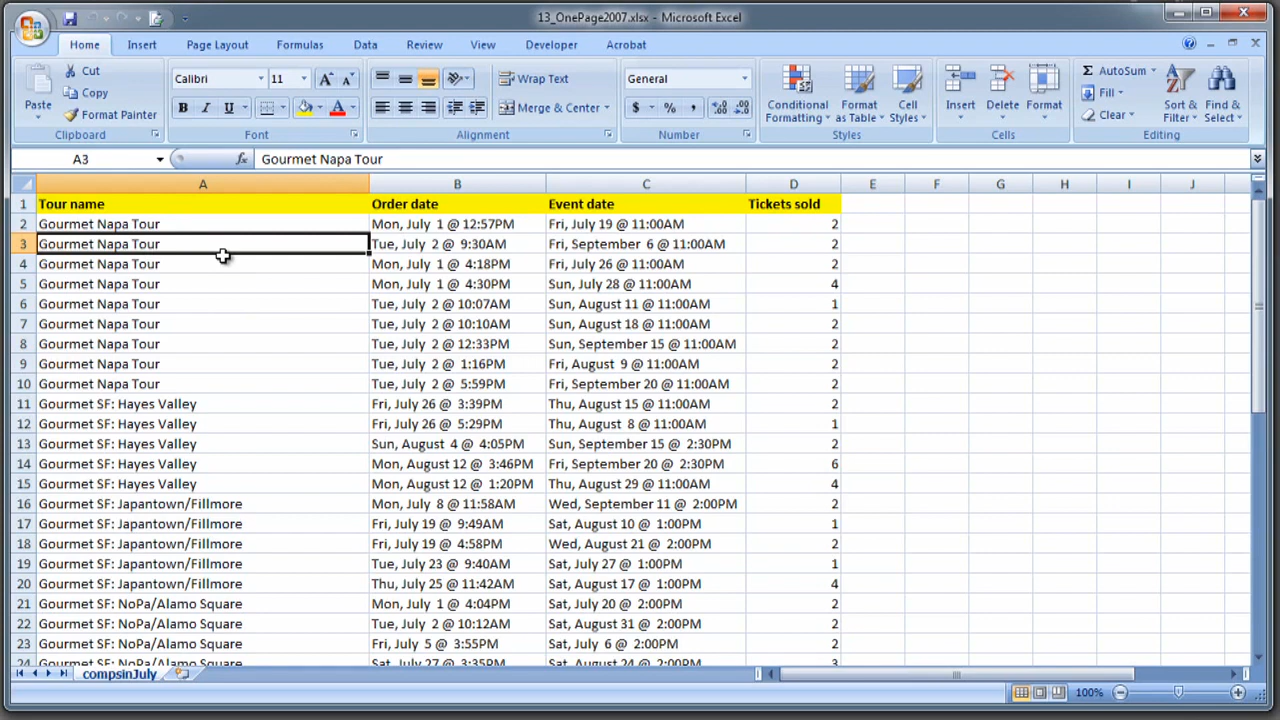 13_OnePage2007.xlsx - Microsoft Excel
Home Insert Page Layout Formulas Data Review View Developer Acrobat
Paste Cut Copy Format Painter Clipboard
Calibri 11 B I U A Font
Wrap Text Merge & Center Alignment
General $ % , Number
Conditional Formatting Format as Table Cell Styles Styles
Insert Delete Format Cells
Σ AutoSum Fill Clear Sort & Filter Find & Select Editing
A3 fx Gourmet Napa Tour
A B C D E F G H I J
1 Tour name Order date Event date Tickets sold
2 Gourmet Napa Tour Mon, July 1 @ 12:57PM Fri, July 19 @ 11:00AM 2
3 Gourmet Napa Tour Tue, July 2 @ 9:30AM Fri, September 6 @ 11:00AM 2
4 Gourmet Napa Tour Mon, July 1 @ 4:18PM Fri, July 26 @ 11:00AM 2
5 Gourmet Napa Tour Mon, July 1 @ 4:30PM Sun, July 28 @ 11:00AM 4
6 Gourmet Napa Tour Tue, July 2 @ 10:07AM Sun, August 11 @ 11:00AM 1
7 Gourmet Napa Tour Tue, July 2 @ 10:10AM Sun, August 18 @ 11:00AM 2
8 Gourmet Napa Tour Tue, July 2 @ 12:33PM Sun, September 15 @ 11:00AM 2
9 Gourmet Napa Tour Tue, July 2 @ 1:16PM Fri, August 9 @ 11:00AM 2
10 Gourmet Napa Tour Tue, July 2 @ 5:59PM Fri, September 20 @ 11:00AM 2
11 Gourmet SF: Hayes Valley Fri, July 26 @ 3:39PM Thu, August 15 @ 11:00AM 2
12 Gourmet SF: Hayes Valley Fri, July 26 @ 5:29PM Thu, August 8 @ 11:00AM 1
13 Gourmet SF: Hayes Valley Sun, August 4 @ 4:05PM Sun, September 15 @ 2:30PM 2
14 Gourmet SF: Hayes Valley Mon, August 12 @ 3:46PM Fri, September 20 @ 2:30PM 6
15 Gourmet SF: Hayes Valley Mon, August 12 @ 1:20PM Thu, August 29 @ 11:00AM 4
16 Gourmet SF: Japantown/Fillmore Mon, July 8 @ 11:58AM Wed, September 11 @ 2:00PM 2
17 Gourmet SF: Japantown/Fillmore Fri, July 19 @ 9:49AM Sat, August 10 @ 1:00PM 1
18 Gourmet SF: Japantown/Fillmore Fri, July 19 @ 4:58PM Wed, August 21 @ 2:00PM 2
19 Gourmet SF: Japantown/Fillmore Tue, July 23 @ 9:40AM Sat, July 27 @ 1:00PM 1
20 Gourmet SF: Japantown/Fillmore Thu, July 25 @ 11:42AM Sat, August 17 @ 1:00PM 4
21 Gourmet SF: NoPa/Alamo Square Mon, July 1 @ 4:04PM Sat, July 20 @ 2:00PM 2
22 Gourmet SF: NoPa/Alamo Square Tue, July 2 @ 10:12AM Sat, August 31 @ 2:00PM 2
23 Gourmet SF: NoPa/Alamo Square Fri, July 5 @ 3:55PM Sat, July 6 @ 2:00PM 2
24 Gourmet SF: NoPa/Alamo Square Sat, July 27 @ 3:35PM Sat, August 24 @ 2:00PM 3
compsinJuly
100%